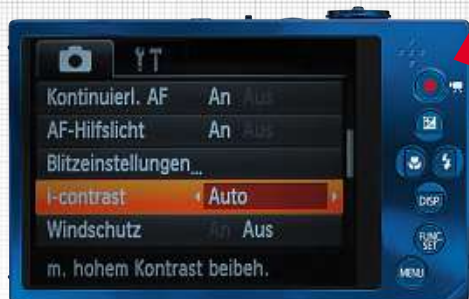 Kontinuierl. AF An Aus
AF-Hilfslicht An Aus
Blitzeinstellungen...
i-contrast Auto
Windschutz An Aus
m. hohem Kontrast beibeh.
DISP.
FUNC. SET
MENU